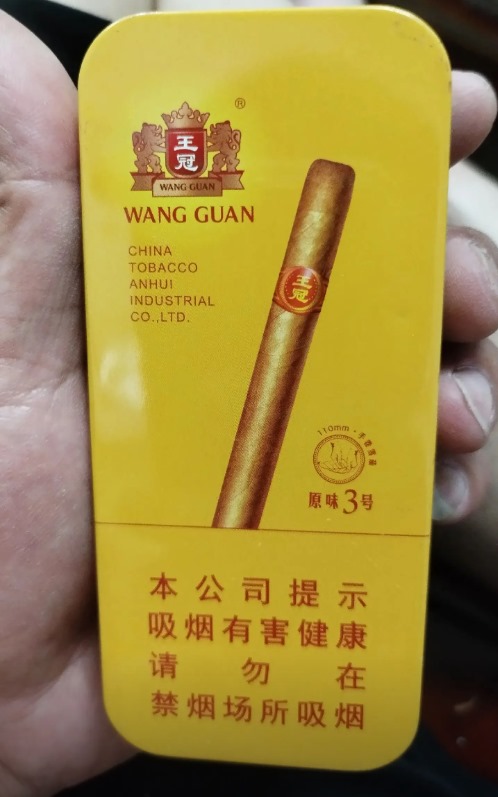 ®
王冠
WANG GUAN
WANG GUAN
CHINA
TOBACCO
ANHUI
INDUSTRIAL
CO.,LTD.
王冠
110mm
原味3号
本公司提示
吸烟有害健康
请勿在
禁烟场所吸烟